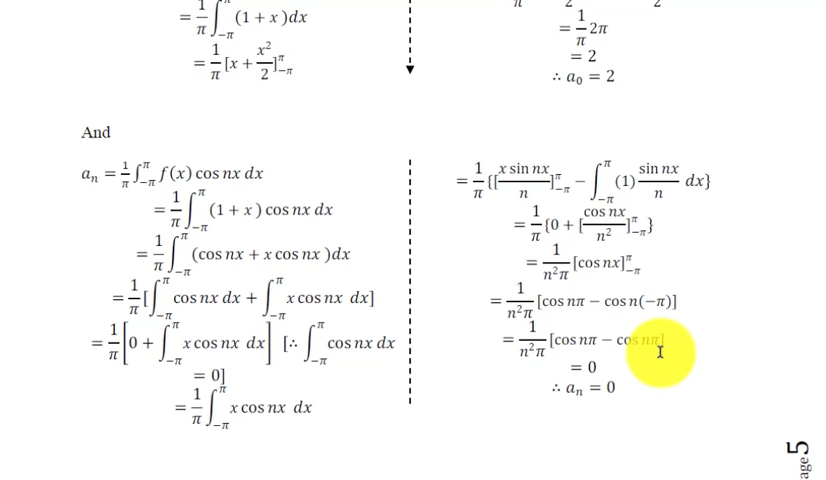 = 1/π ∫_{-π}^{π} (1 + x) dx
= 1/π [x + x²/2]_{-π}^{π}
π 2 2
= 1/π 2π
= 2
∴ a₀ = 2
And
aₙ = 1/π ∫_{-π}^{π} f(x) cos nx dx
= 1/π ∫_{-π}^{π} (1 + x) cos nx dx
= 1/π ∫_{-π}^{π} (cos nx + x cos nx) dx
= 1/π [∫_{-π}^{π} cos nx dx + ∫_{-π}^{π} x cos nx dx]
= 1/π [0 + ∫_{-π}^{π} x cos nx dx] [∴ ∫_{-π}^{π} cos nx dx
= 0]
= 1/π ∫_{-π}^{π} x cos nx dx
= 1/π {[x sin nx / n]_{-π}^{π} − ∫_{-π}^{π} (1) sin nx / n dx}
= 1/π {0 + [cos nx / n²]_{-π}^{π}}
= 1/n²π [cos nx]_{-π}^{π}
= 1/n²π [cos nπ − cos n(−π)]
= 1/n²π [cos nπ − cos nπ]
= 0
∴ aₙ = 0
age 5